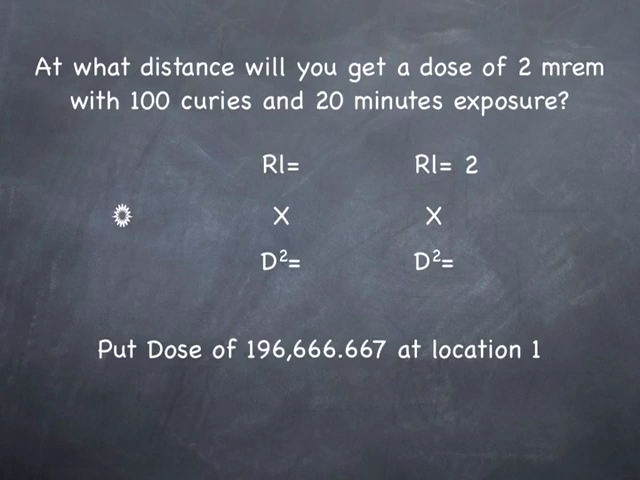 At what distance will you get a dose of 2 mrem
with 100 curies and 20 minutes exposure?
RI= RI= 2
X X
D²= D²=
Put Dose of 196,666.667 at location 1